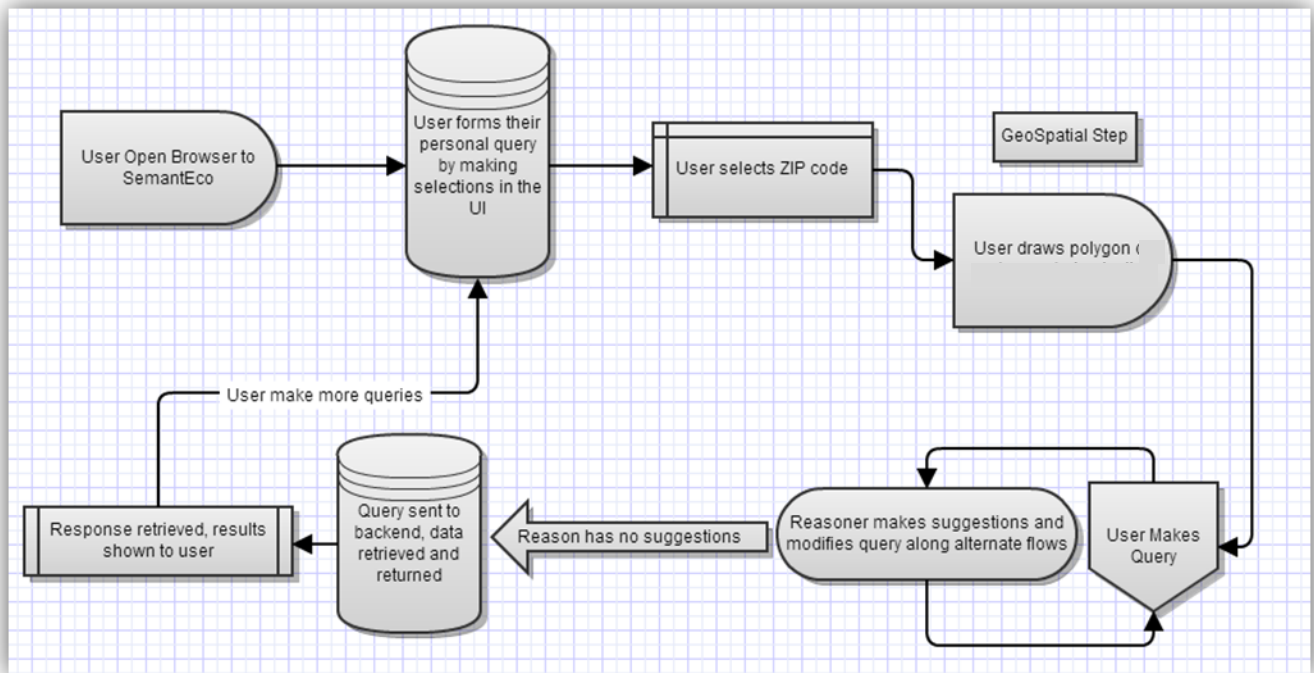 User Open Browser to
SemantEco
User forms their
personal query
by making
selections in the
UI
User selects ZIP code
GeoSpatial Step
User draws polygon
User Makes
Query
Reasoner makes suggestions and
modifies query along alternate flows
Reason has no suggestions
Query sent to
backend, data
retrieved and
returned
Response retrieved, results
shown to user
User make more queries